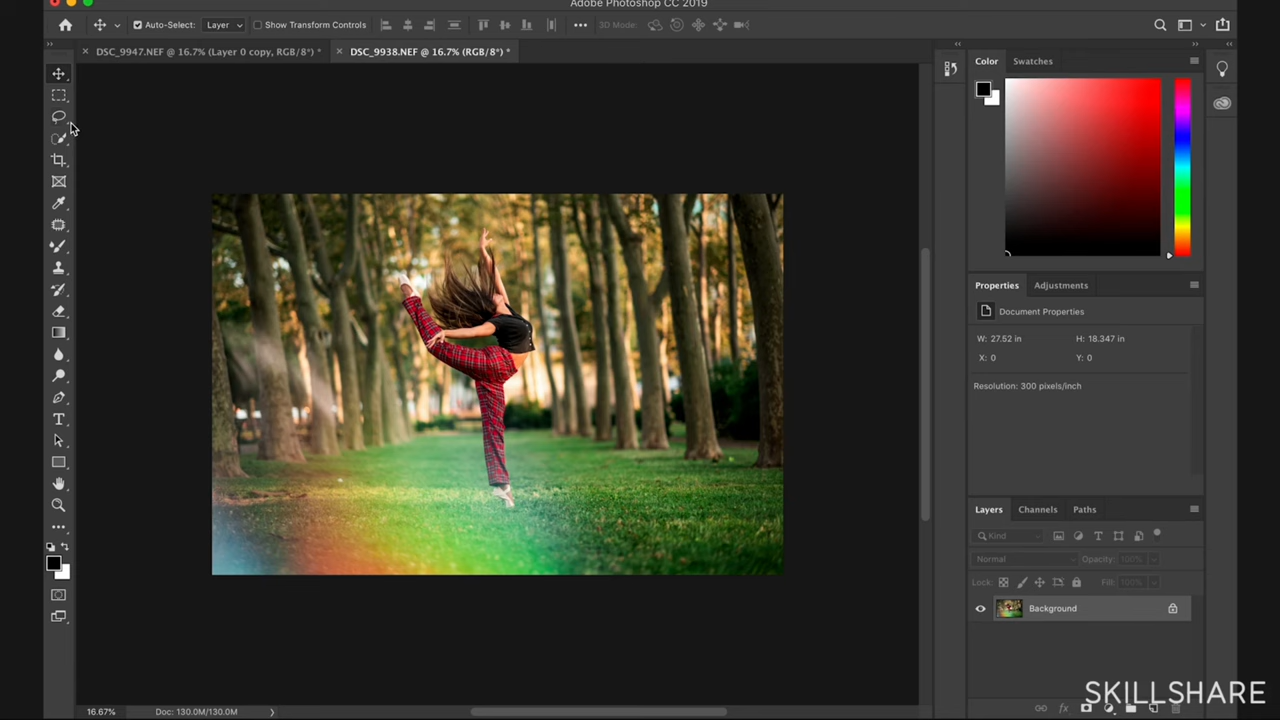 Adobe Photoshop CC 2019
Auto-Select: Layer Show Transform Controls 3D Mode:
DSC_9947.NEF @ 16.7% (Layer 0 copy, RGB/8*) * DSC_9938.NEF @ 16.7% (RGB/8*) *
Color Swatches
Properties Adjustments
Document Properties
W: 27.52 in H: 18.347 in
X: 0 Y: 0
Resolution: 300 pixels/inch
Layers Channels Paths
Kind
Normal Opacity: 100%
Lock: Fill: 100%
Background
SKILLSHARE
16.67% Doc: 130.0M/130.0M